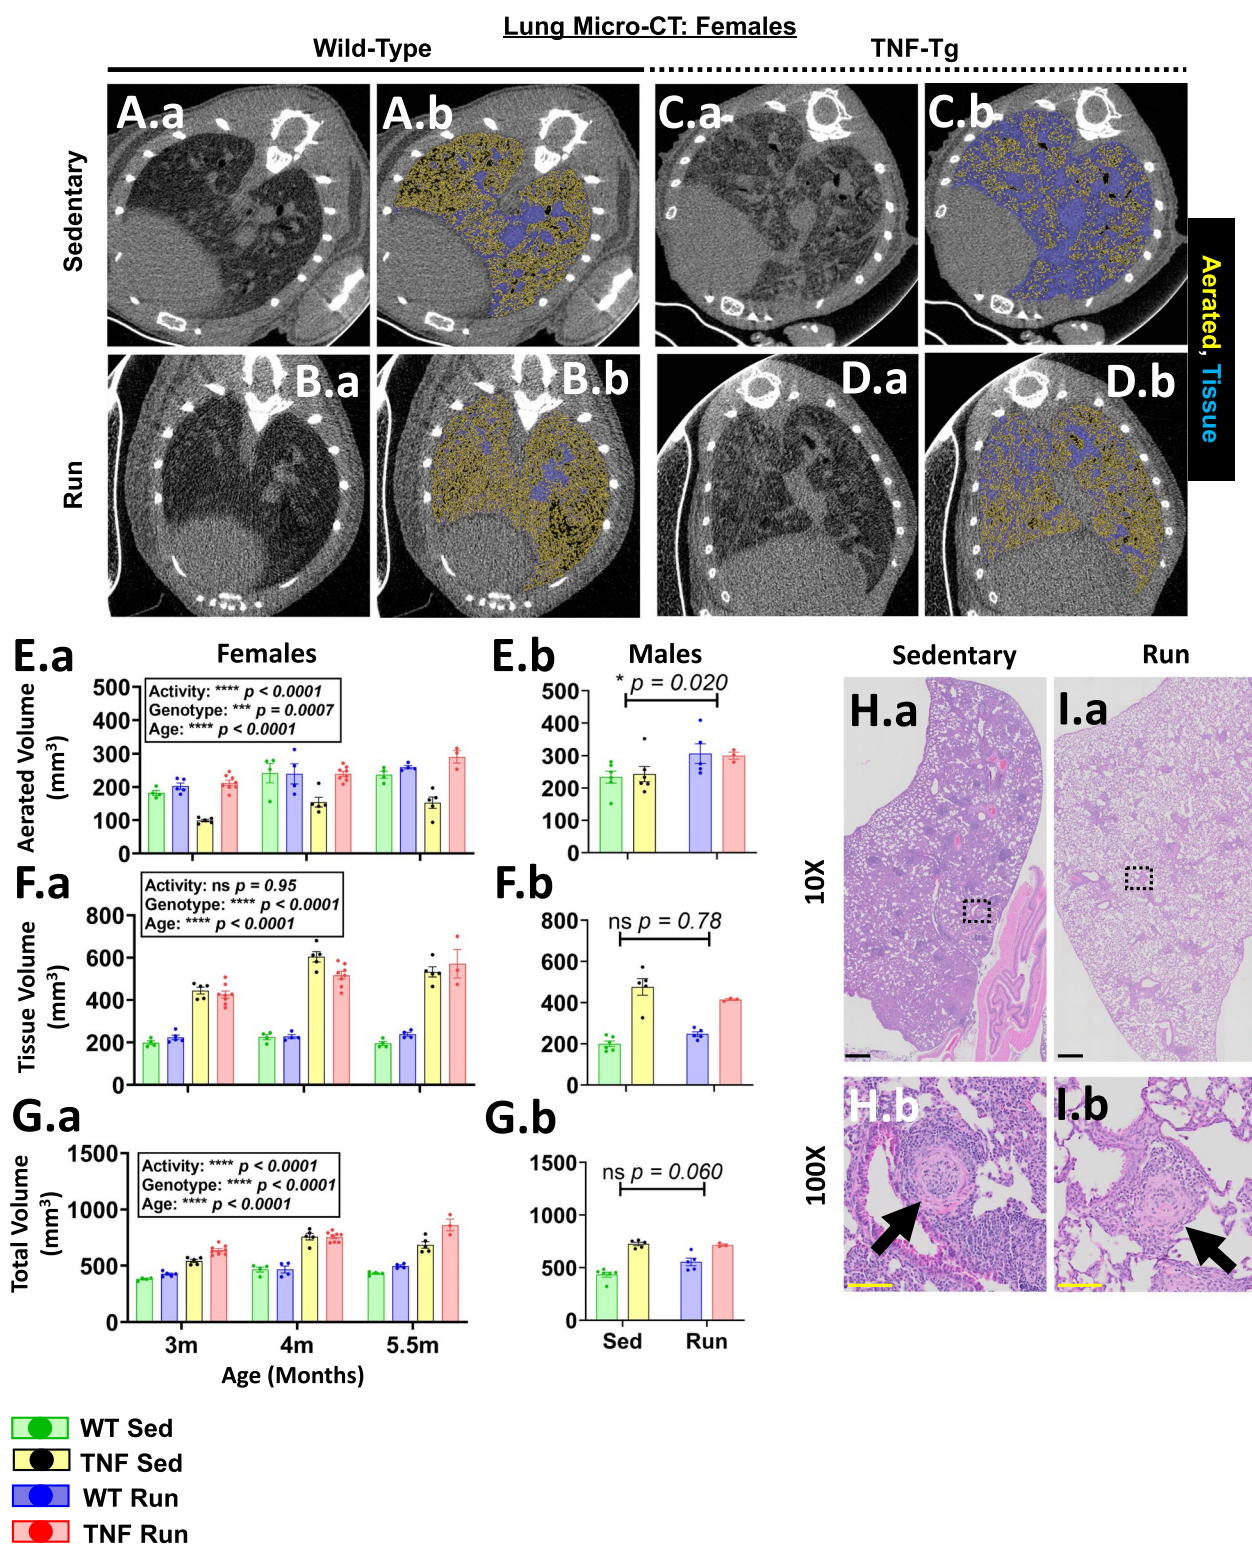 Lung Micro-CT: Females
Wild-Type
TNF-Tg
Sedentary
A.a
A.b
C.a
C.b
Run
B.a
B.b
D.a
D.b
Aerated, Tissue
E.a
Females
Aerated Volume (mm³)
500
400
300
200
100
0
Activity: **** p < 0.0001
Genotype: *** p = 0.0007
Age: **** p < 0.0001
E.b
Males
* p = 0.020
500
400
300
200
100
0
F.a
Tissue Volume (mm³)
800
600
400
200
0
Activity: ns p = 0.95
Genotype: **** p < 0.0001
Age: **** p < 0.0001
F.b
ns p = 0.78
800
600
400
200
0
G.a
Total Volume (mm³)
1500
1000
500
0
Activity: **** p < 0.0001
Genotype: **** p < 0.0001
Age: **** p < 0.0001
3m
4m
5.5m
Age (Months)
G.b
ns p = 0.060
1500
1000
500
0
Sed
Run
Sedentary
Run
10X
H.a
I.a
100X
H.b
I.b
WT Sed
TNF Sed
WT Run
TNF Run